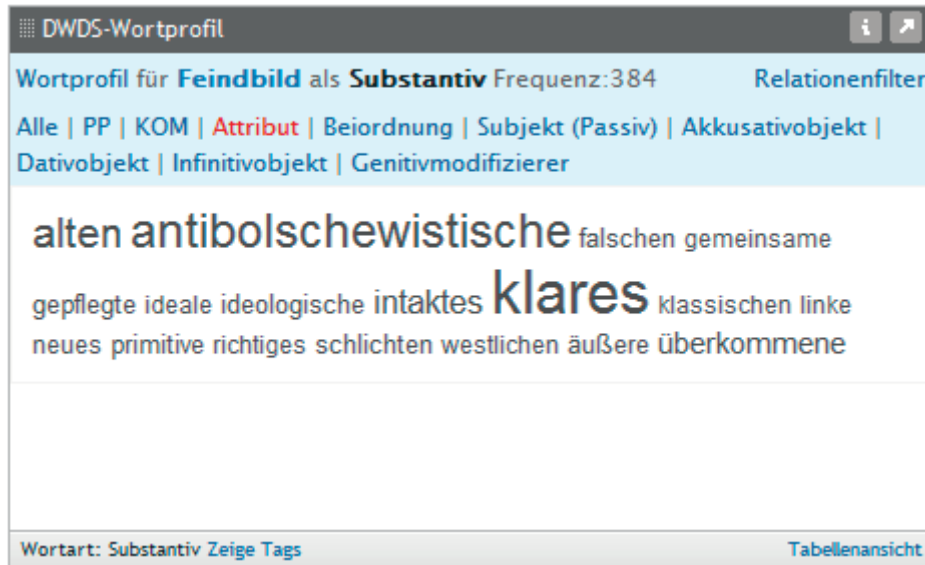 DWDS-Wortprofil
Wortprofil für Feindbild als Substantiv Frequenz:384 Relationenfilter
Alle | PP | KOM | Attribut | Beiordnung | Subjekt (Passiv) | Akkusativobjekt |
Dativobjekt | Infinitivobjekt | Genitivmodifizierer
alten antibolschewistische falschen gemeinsame
gepflegte ideale ideologische intaktes klares klassischen linke
neues primitive richtiges schlichten westlichen äußere überkommene
Wortart: Substantiv Zeige Tags Tabellenansicht